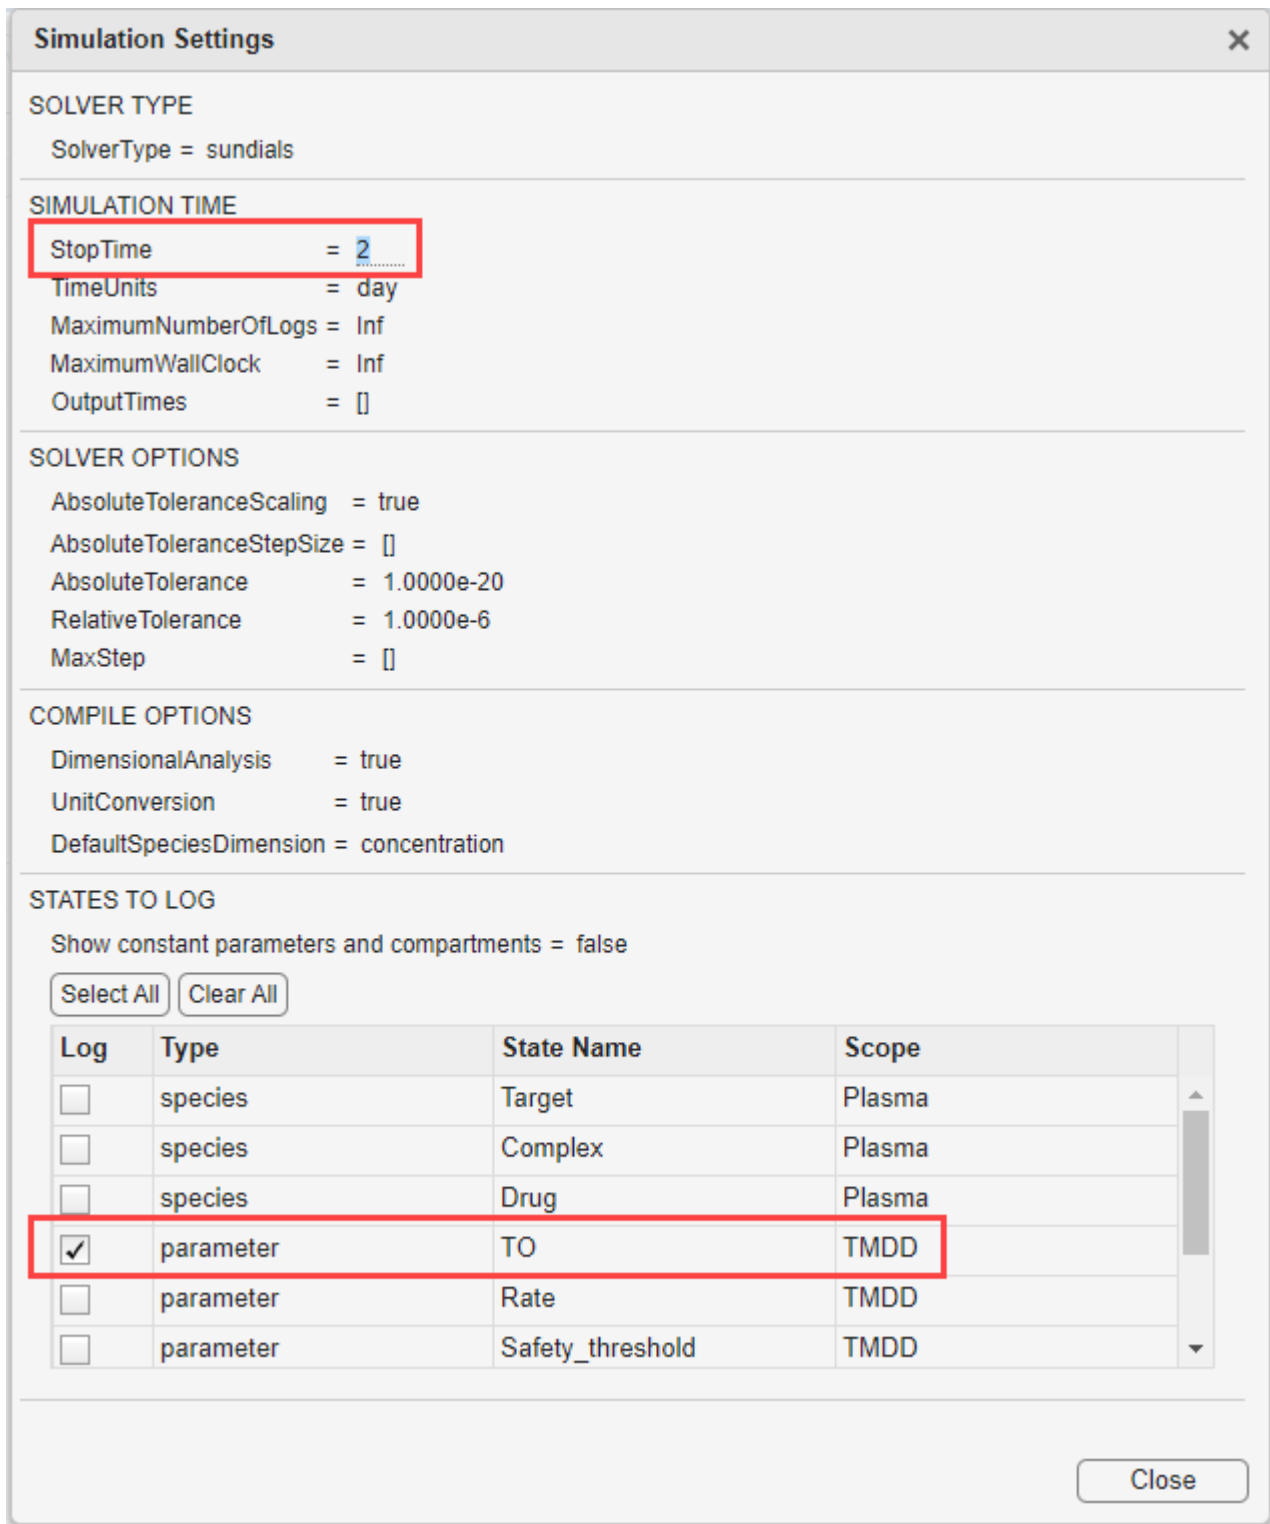 Simulation Settings
SOLVER TYPE
SolverType = sundials
SIMULATION TIME
StopTime = 2
TimeUnits = day
MaximumNumberOfLogs = Inf
MaximumWallClock = Inf
OutputTimes = []
SOLVER OPTIONS
AbsoluteToleranceScaling = true
AbsoluteToleranceStepSize = []
AbsoluteTolerance = 1.0000e-20
RelativeTolerance = 1.0000e-6
MaxStep = []
COMPILE OPTIONS
DimensionalAnalysis = true
UnitConversion = true
DefaultSpeciesDimension = concentration
STATES TO LOG
Show constant parameters and compartments = false
Select All Clear All
Log Type State Name Scope
species Target Plasma
species Complex Plasma
species Drug Plasma
parameter TO TMDD
parameter Rate TMDD
parameter Safety_threshold TMDD
Close